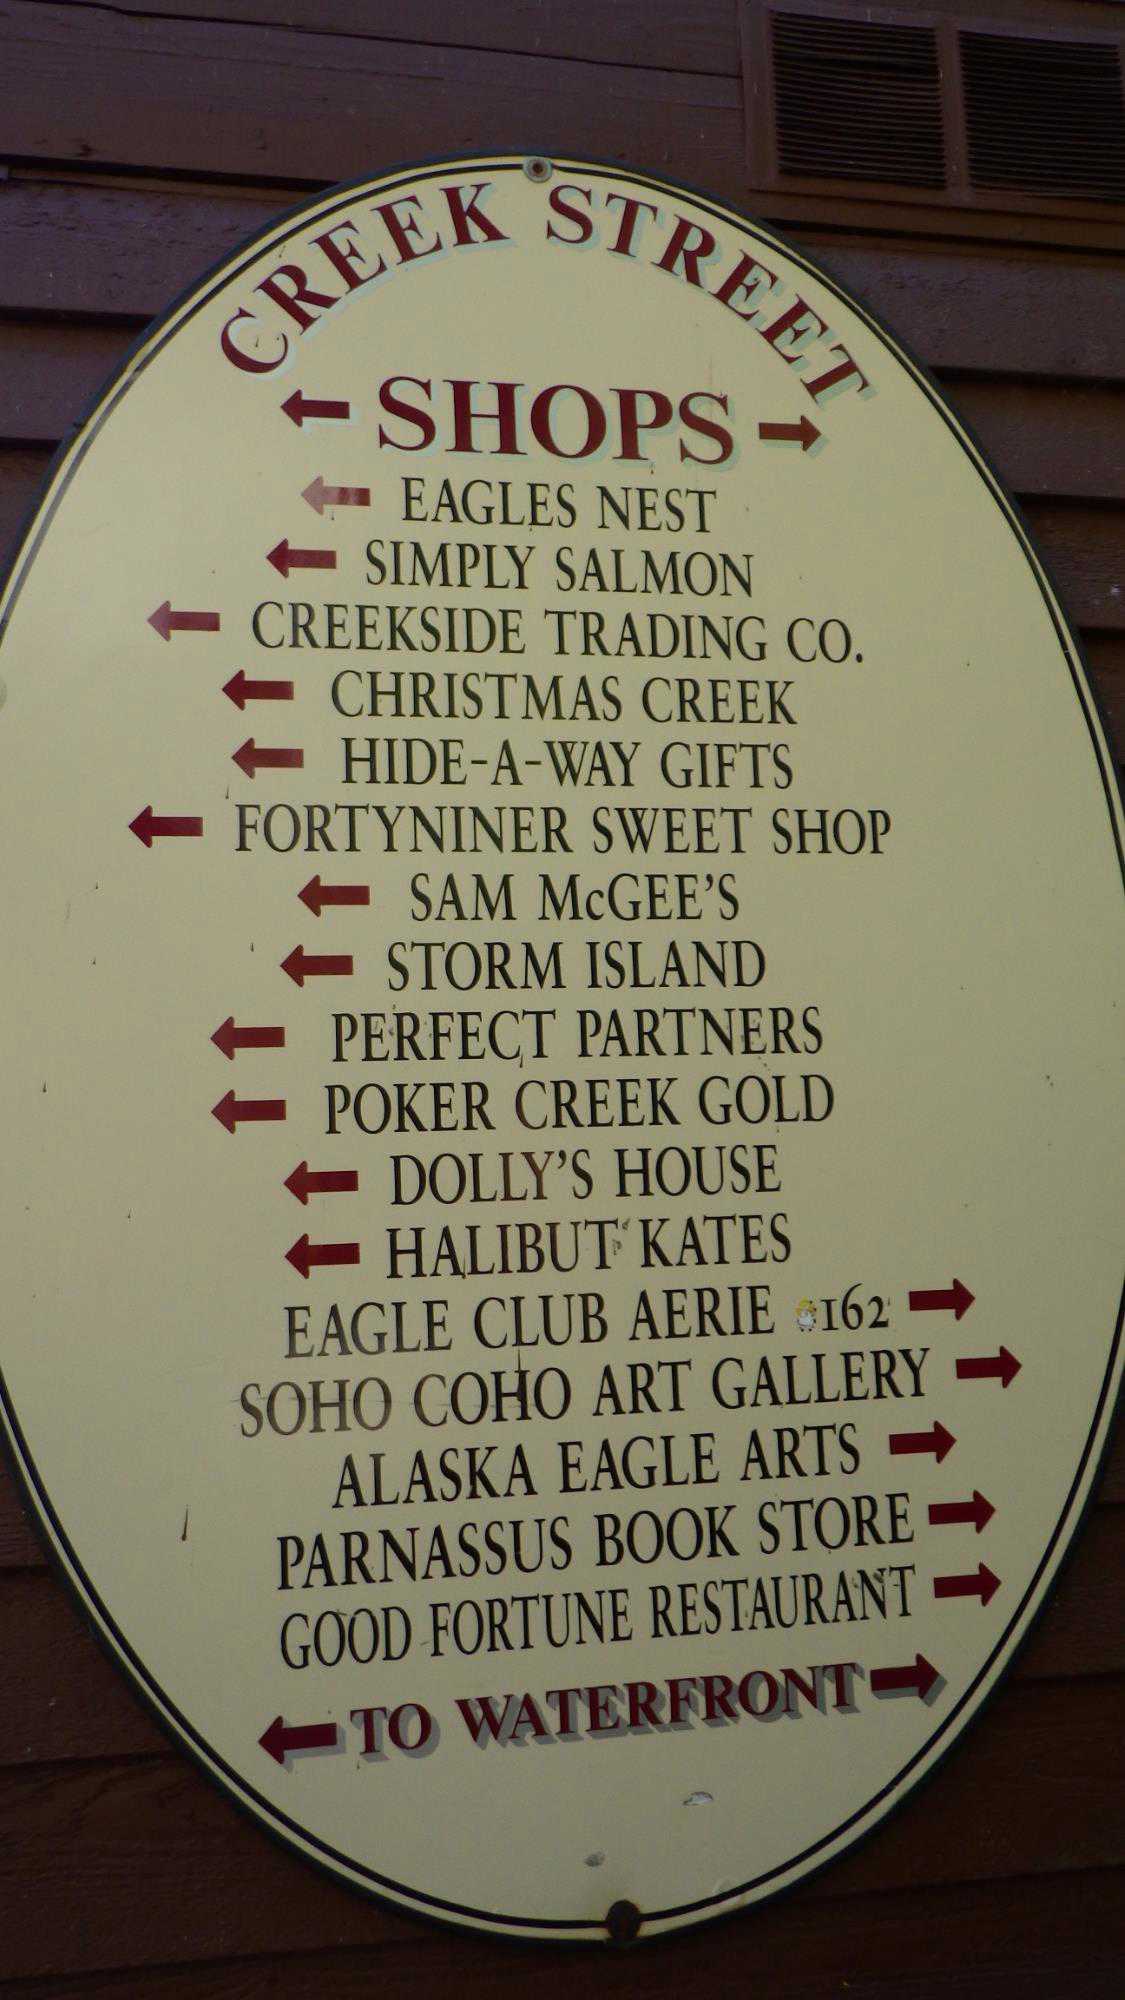 CREEK STREET
SHOPS
EAGLES NEST
SIMPLY SALMON
CREEKSIDE TRADING CO.
CHRISTMAS CREEK
HIDE-A-WAY GIFTS
FORTYNINER SWEET SHOP
SAM McGEE'S
STORM ISLAND
PERFECT PARTNERS
POKER CREEK GOLD
DOLLY'S HOUSE
HALIBUT KATES
EAGLE CLUB AERIE 162
SOHO COHO ART GALLERY
ALASKA EAGLE ARTS
PARNASSUS BOOK STORE
GOOD FORTUNE RESTAURANT
TO WATERFRONT